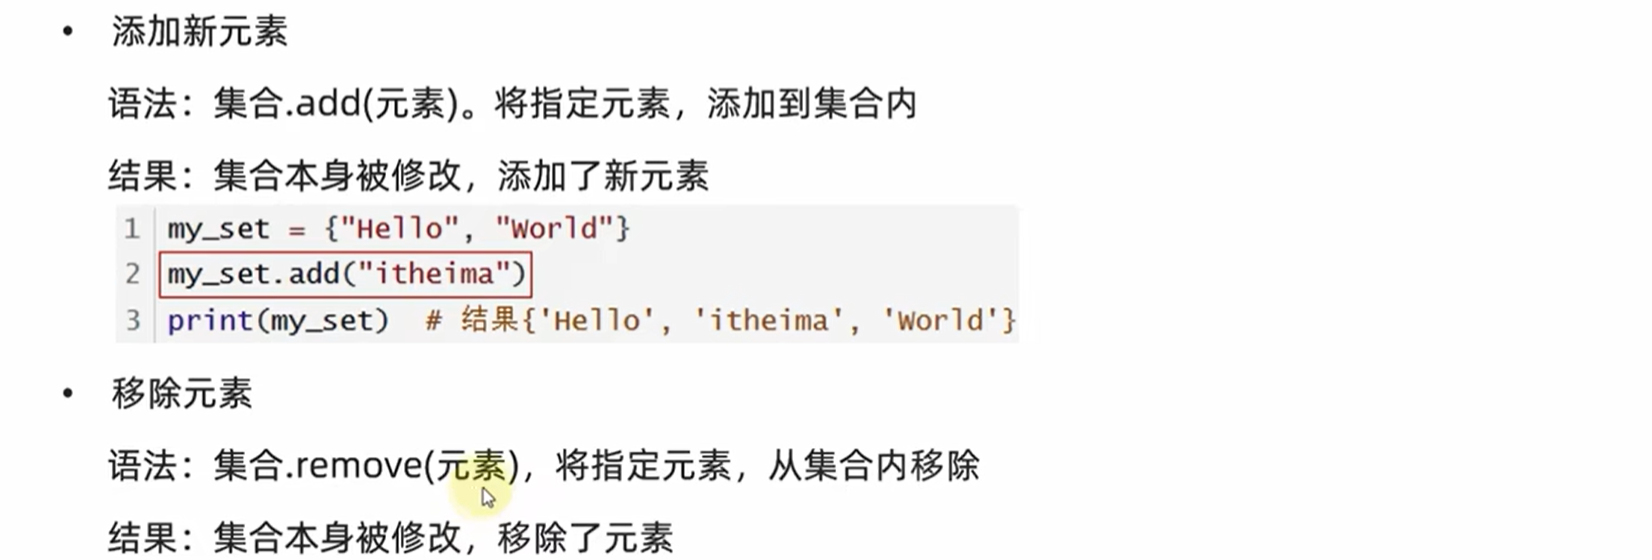 • 添加新元素
语法：集合.add(元素)。将指定元素，添加到集合内
结果：集合本身被修改，添加了新元素
1 my_set = {"Hello", "World"}
2 my_set.add("itheima")
3 print(my_set)  # 结果{'Hello', 'itheima', 'World'}
• 移除元素
语法：集合.remove(元素)，将指定元素，从集合内移除
结果：集合本身被修改，移除了元素